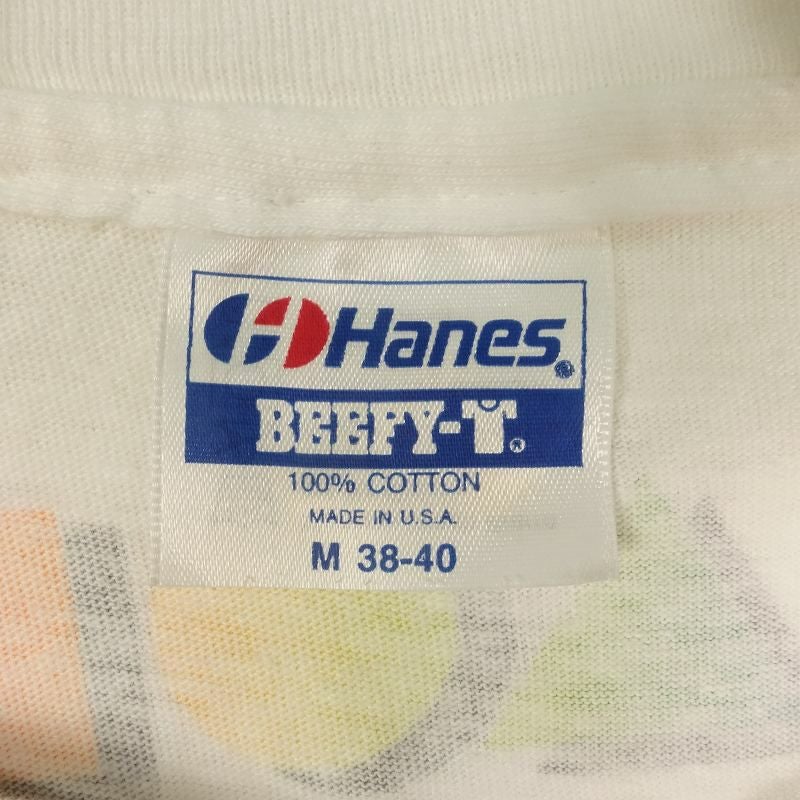 Hanes®
BEEFY-T®
100% COTTON
MADE IN U.S.A.
M 38-40